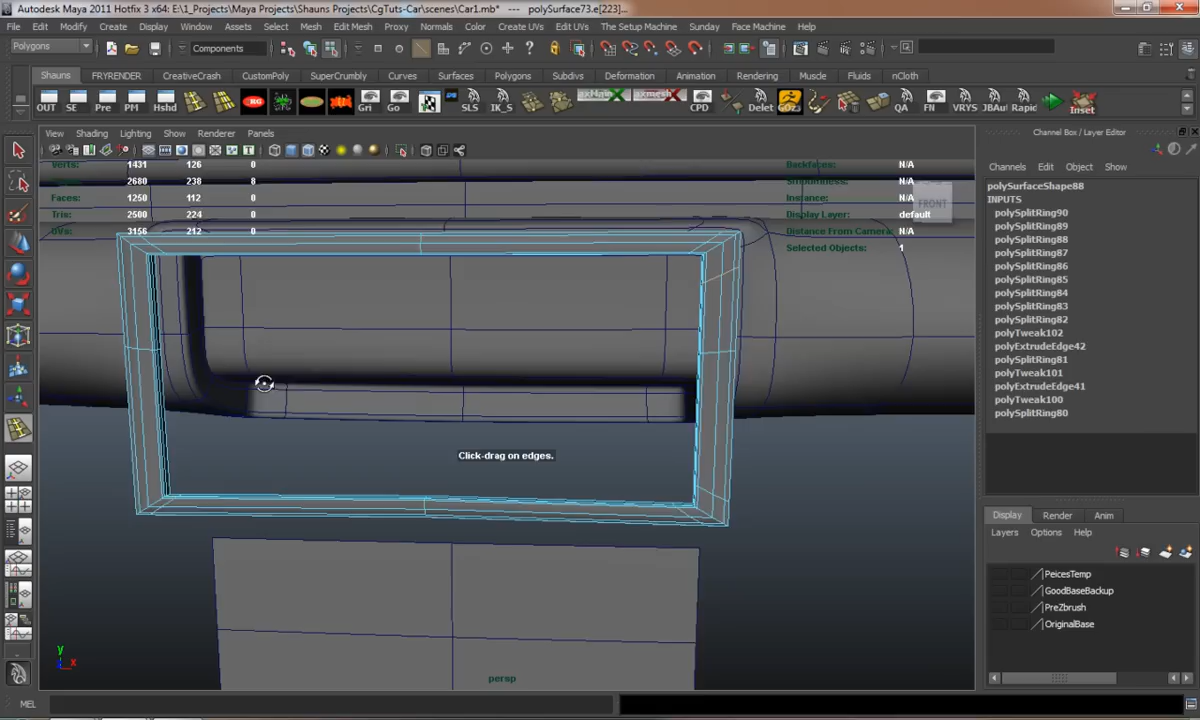 Autodesk Maya 2011 Hotfix 3 x64: E:\1_Projects\Maya Projects\Shauns Projects\CgTuts-Car\scenes\Car1.mb* --- polySurface73.e[223]...
File Edit Modify Create Display Window Assets Select Mesh Edit Mesh Proxy Normals Color Create UVs Edit UVs The Setup Machine Sunday Face Machine Help
Polygons Components
Shauns FRYRENDER CreativeCrash CustomPoly SuperCrumbly Curves Surfaces Polygons Subdivs Deformation Animation Rendering Muscle Fluids nCloth
OUT SE Pre PM Hshd Gri Go SLS IK_S CPD Delet GOz QA FN VRYS JBAu Rapic Inset
View Shading Lighting Show Renderer Panels
Channel Box / Layer Editor
Channels Edit Object Show
Verts: 1431 126 0
2680 238 8
Faces: 1250 112 0
Tris: 2500 224 0
UVs: 3156 212 0
Backfaces: N/A
Smoothness: N/A
Instance: N/A
Display Layer: default
Distance From Camera: N/A
Selected Objects: 1
FRONT
polySurfaceShape88
INPUTS
polySplitRing90
polySplitRing89
polySplitRing88
polySplitRing87
polySplitRing86
polySplitRing85
polySplitRing84
polySplitRing83
polySplitRing82
polyTweak102
polyExtrudeEdge42
polySplitRing81
polyTweak101
polyExtrudeEdge41
polyTweak100
polySplitRing80
Click-drag on edges.
Display Render Anim
Layers Options Help
PeicesTemp
GoodBaseBackup
PreZbrush
OriginalBase
y
x
persp
MEL